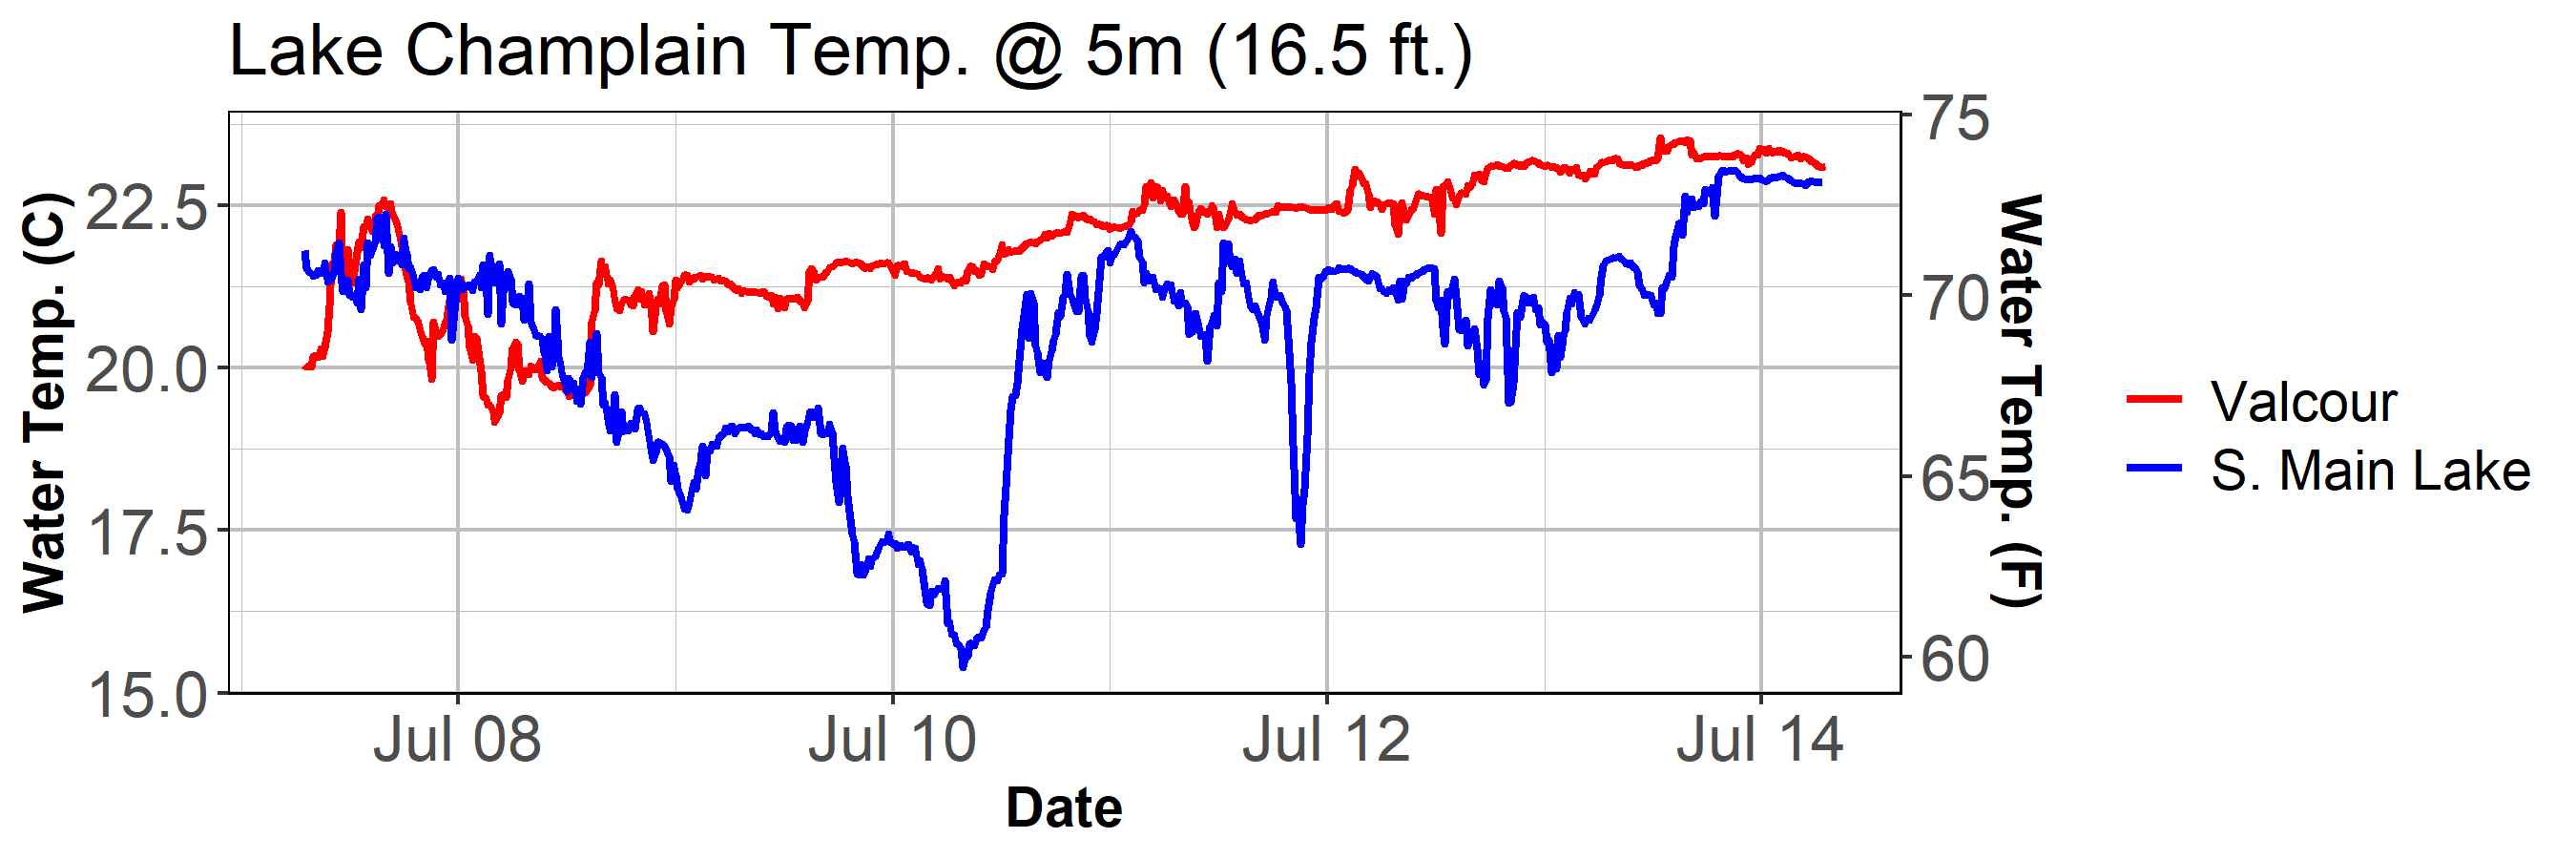 Lake Champlain Temp. @ 5m (16.5 ft.)
Water Temp. (C)
22.5
20.0
17.5
15.0
75
70
65
60
Water Temp. (F)
Jul 08
Jul 10
Jul 12
Jul 14
Date
Valcour
S. Main Lake